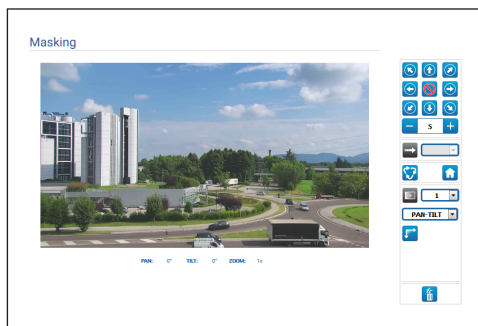 Masking
5
1
PAN-TILT
PAN: 0° TILT: 0° ZOOM: 1x